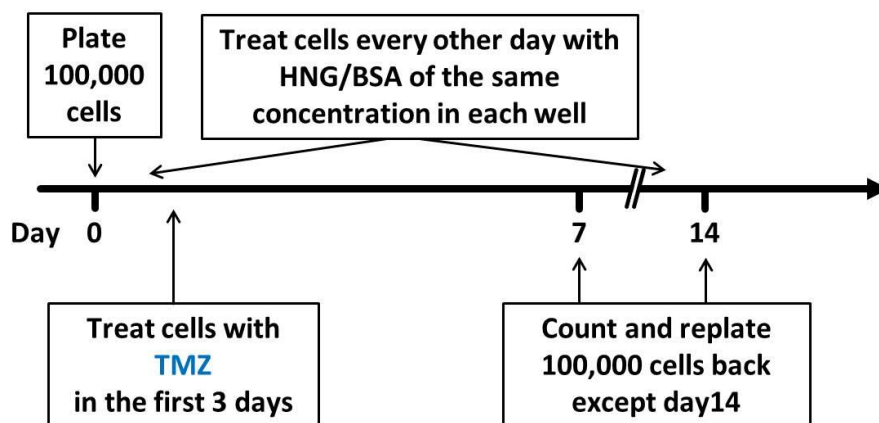 Plate
100,000
cells
Treat cells every other day with
HNG/BSA of the same
concentration in each well
Day 0 7 14
Treat cells with
TMZ
in the first 3 days
Count and replate
100,000 cells back
except day14